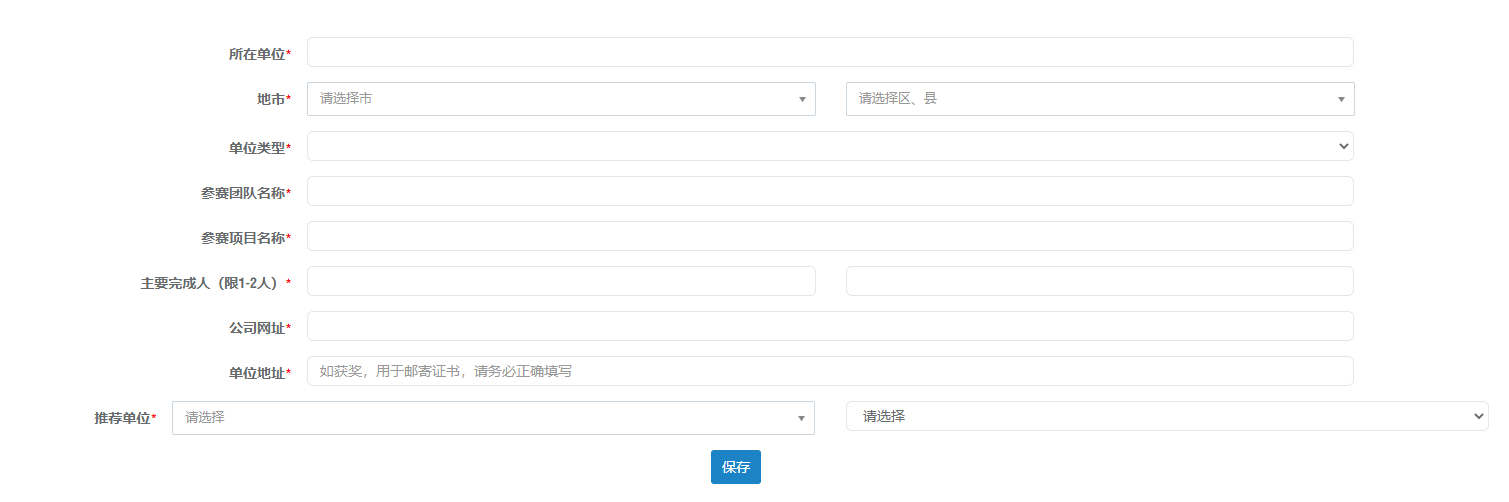 所在单位*
地市* 请选择市 请选择区、县
单位类型*
参赛团队名称*
参赛项目名称*
主要完成人（限1-2人）*
公司网址*
单位地址* 如获奖，用于邮寄证书，请务必正确填写
推荐单位* 请选择 请选择
保存